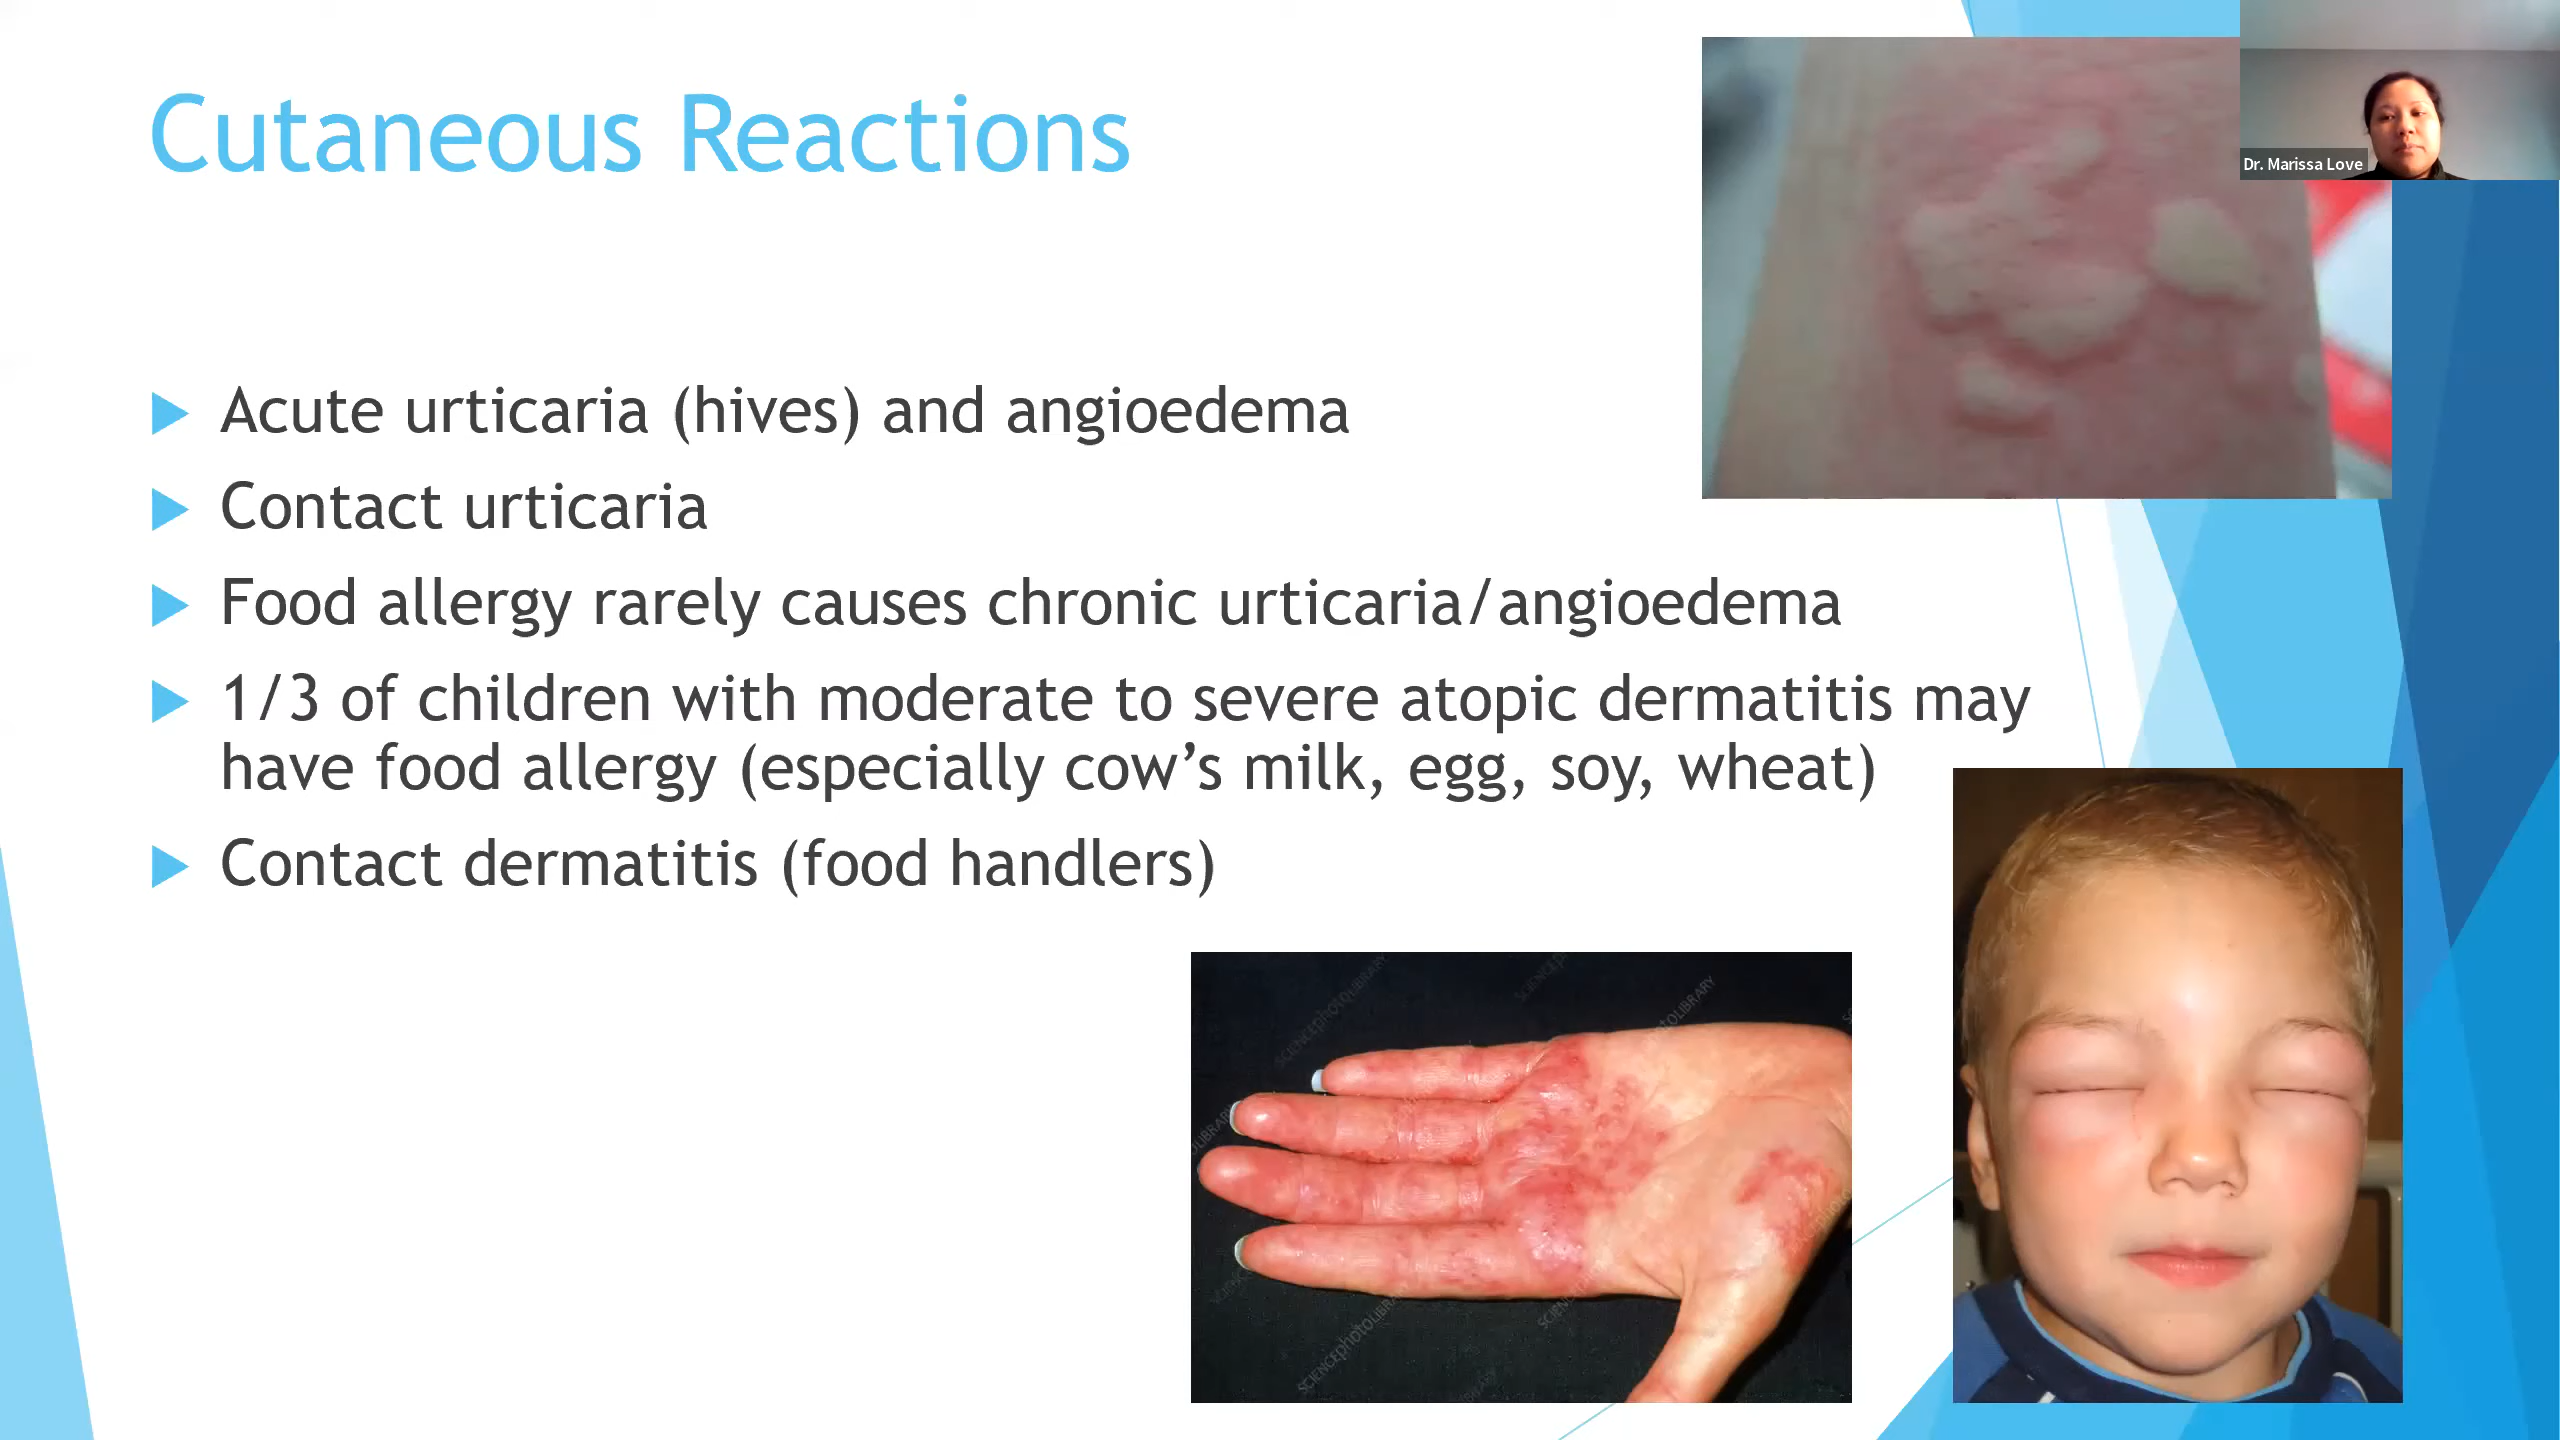 Cutaneous Reactions
Dr. Marissa Love
Acute urticaria (hives) and angioedema
Contact urticaria
Food allergy rarely causes chronic urticaria/angioedema
1/3 of children with moderate to severe atopic dermatitis may
have food allergy (especially cow’s milk, egg, soy, wheat)
Contact dermatitis (food handlers)
SCIENCEphotoLIBRARY
SCIENCEphotoLIBRARY